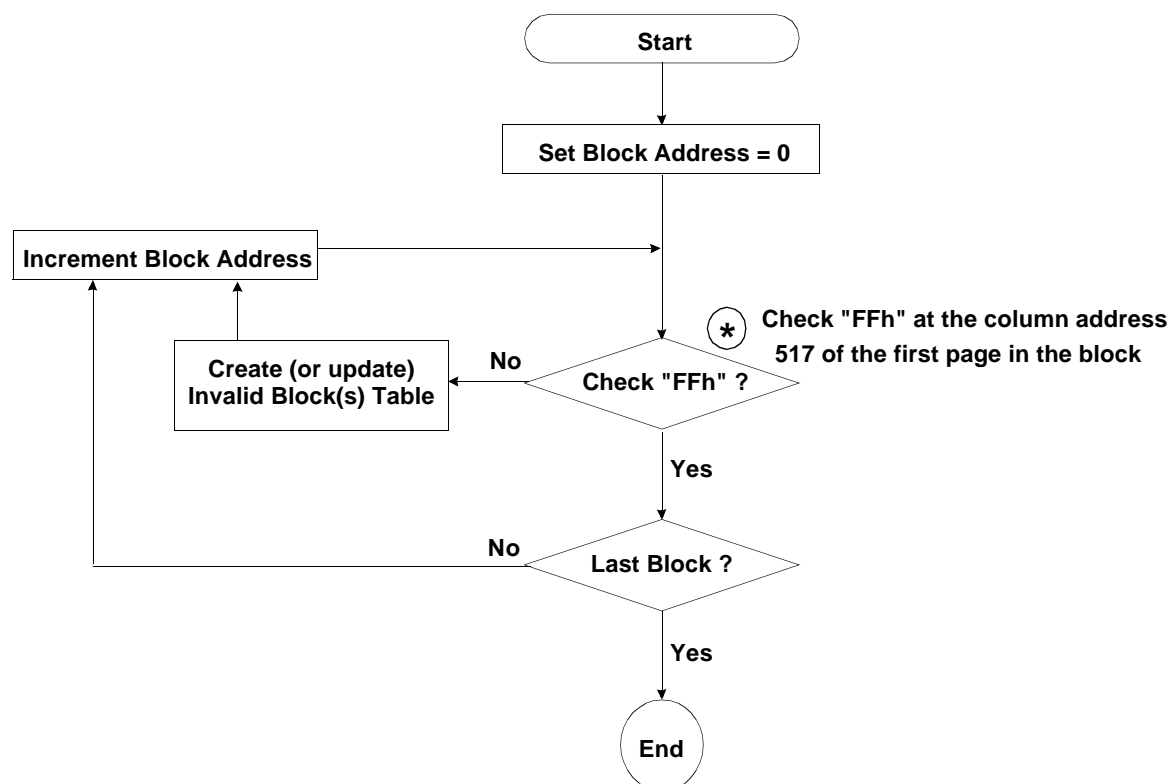 Start
Set Block Address = 0
Increment Block Address
* Check "FFh" at the column address
517 of the first page in the block
No
Create (or update)
Invalid Block(s) Table
Check "FFh" ?
Yes
No
Last Block ?
Yes
End